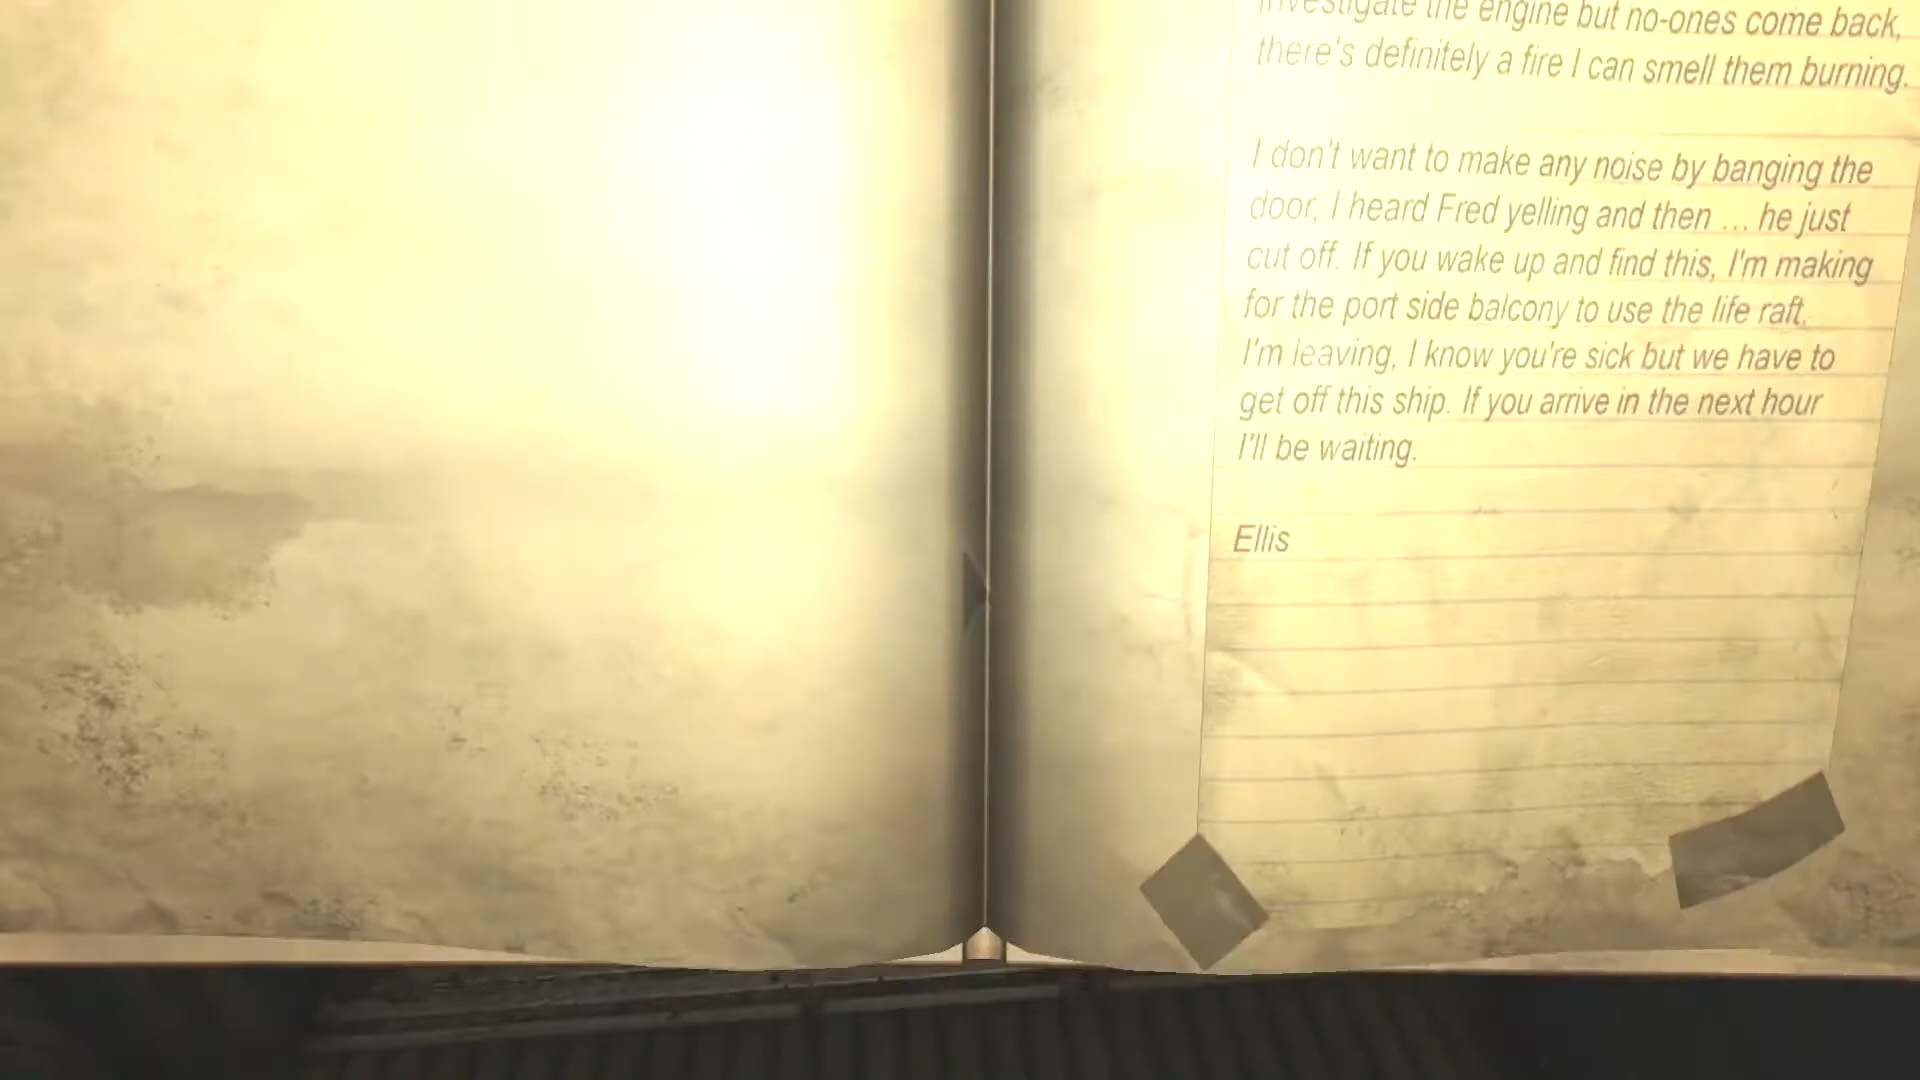 investigate the engine but no-ones come back,
there's definitely a fire I can smell them burning.
I don't want to make any noise by banging the
door, I heard Fred yelling and then ... he just
cut off. If you wake up and find this, I'm making
for the port side balcony to use the life raft.
I'm leaving, I know you're sick but we have to
get off this ship. If you arrive in the next hour
I'll be waiting.
Ellis